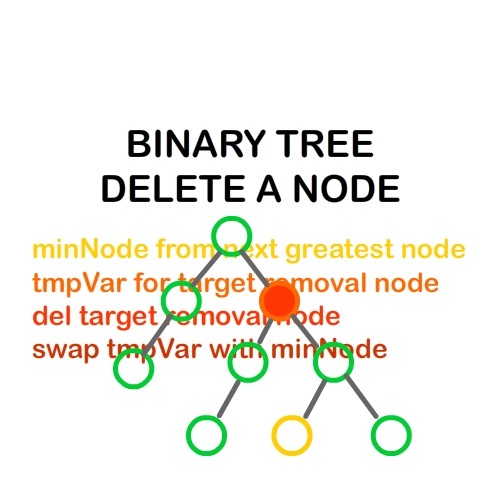 BINARY TREE
DELETE A NODE
minNode from next greatest node
tmpVar for target removal node
del target removal node
swap tmpVar with minNode